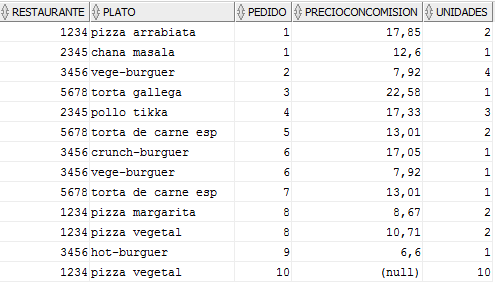 RESTAURANTE PLATO PEDIDO PRECIOCONCOMISION UNIDADES
1234 pizza arrabiata 1 17,85 2
2345 chana masala 1 12,6 1
3456 vege-burguer 2 7,92 4
5678 torta gallega 3 22,58 1
2345 pollo tikka 4 17,33 3
5678 torta de carne esp 5 13,01 2
3456 crunch-burguer 6 17,05 1
3456 vege-burguer 6 7,92 1
5678 torta de carne esp 7 13,01 1
1234 pizza margarita 8 8,67 2
1234 pizza vegetal 8 10,71 2
3456 hot-burguer 9 6,6 1
1234 pizza vegetal 10 (null) 10